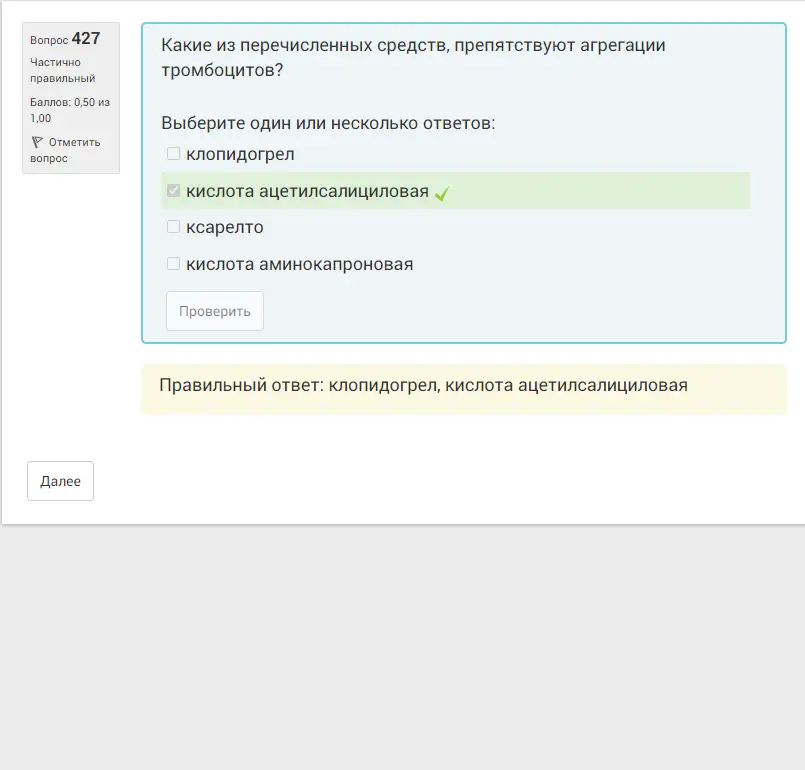 Вопрос 427
Частично
правильный
Баллов: 0,50 из
1,00
Отметить
вопрос
Какие из перечисленных средств, препятствуют агрегации
тромбоцитов?
Выберите один или несколько ответов:
клопидогрел
кислота ацетилсалициловая
ксарелто
кислота аминокапроновая
Проверить
Правильный ответ: клопидогрел, кислота ацетилсалициловая
Далее